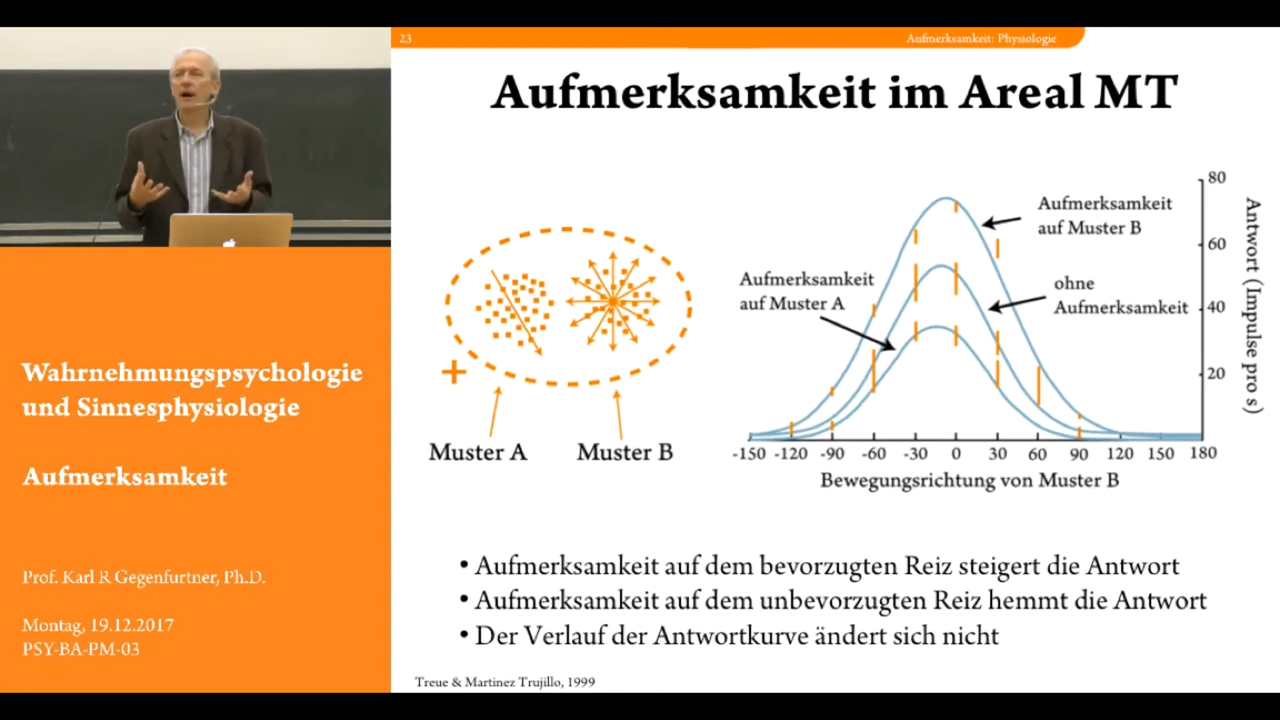 23
Aufmerksamkeit: Physiologie
Aufmerksamkeit im Areal MT
Muster A
Muster B
Aufmerksamkeit
auf Muster B
Aufmerksamkeit
auf Muster A
ohne
Aufmerksamkeit
80
60
40
20
Antwort (Impulse pro s)
-150 -120 -90 -60 -30 0 30 60 90 120 150 180
Bewegungsrichtung von Muster B
• Aufmerksamkeit auf dem bevorzugten Reiz steigert die Antwort
• Aufmerksamkeit auf dem unbevorzugten Reiz hemmt die Antwort
• Der Verlauf der Antwortkurve ändert sich nicht
Treue & Martinez Trujillo, 1999
Wahrnehmungspsychologie
und Sinnesphysiologie
Aufmerksamkeit
Prof. Karl R Gegenfurtner, Ph.D.
Montag, 19.12.2017
PSY-BA-PM-03